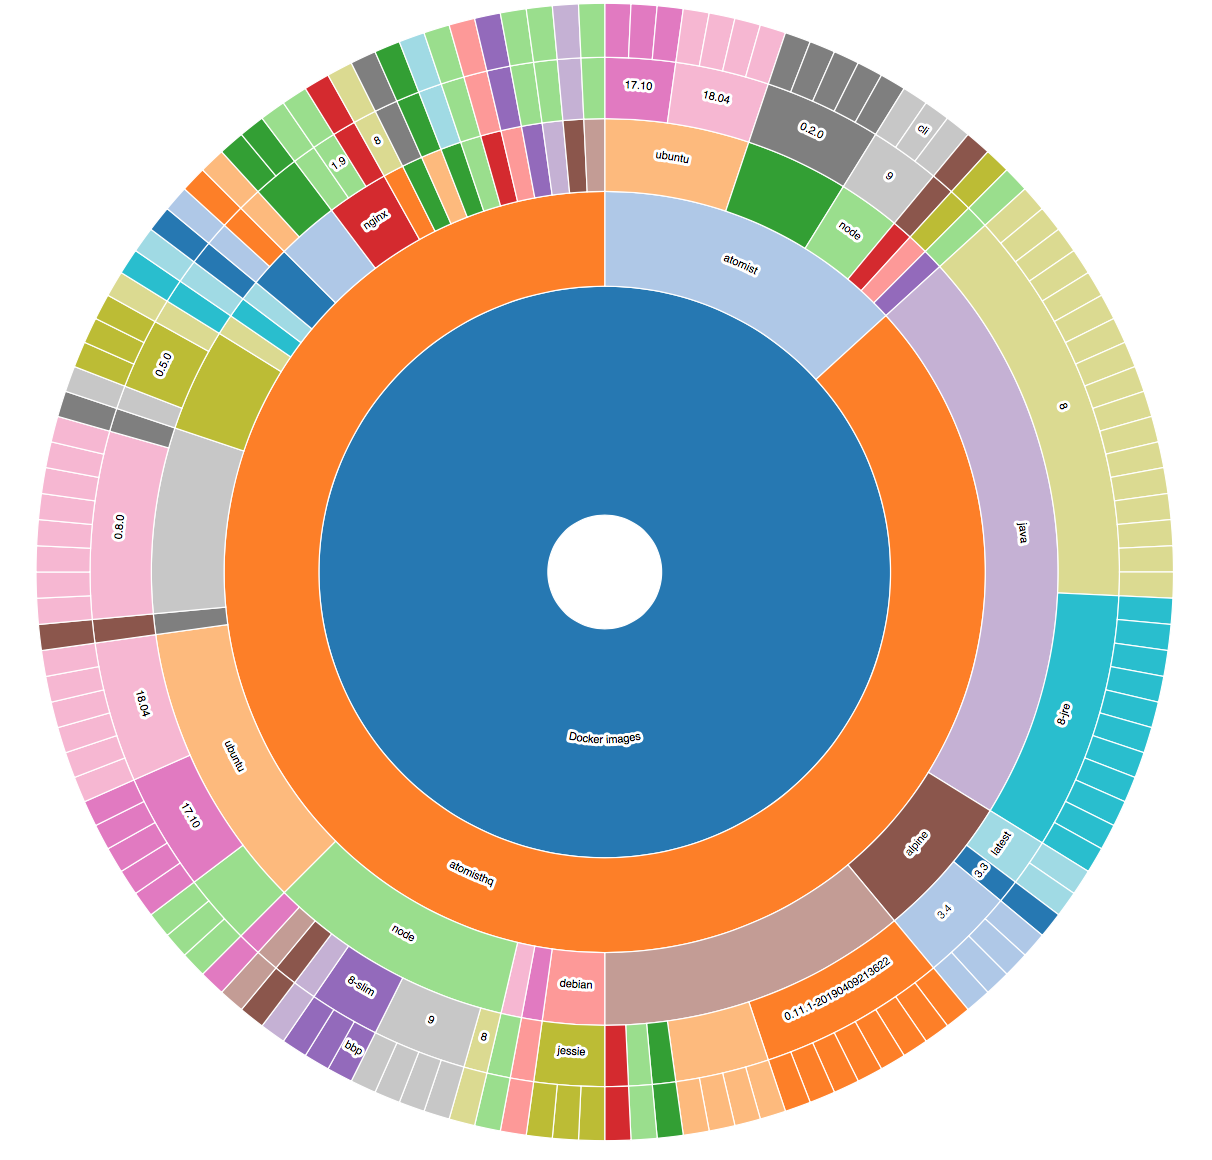 17.10
18.04
0.2.0
cli
ubuntu
9
1.9
8
nginx
node
atomist
0.5.0
8
0.8.0
java
18.04
8-jre
ubuntu
Docker images
17.10
latest
alpine
3.3
atomisthq
3.4
node
debian
8-slim
0.11.1-20190409213622
9
8
bbp
jessie